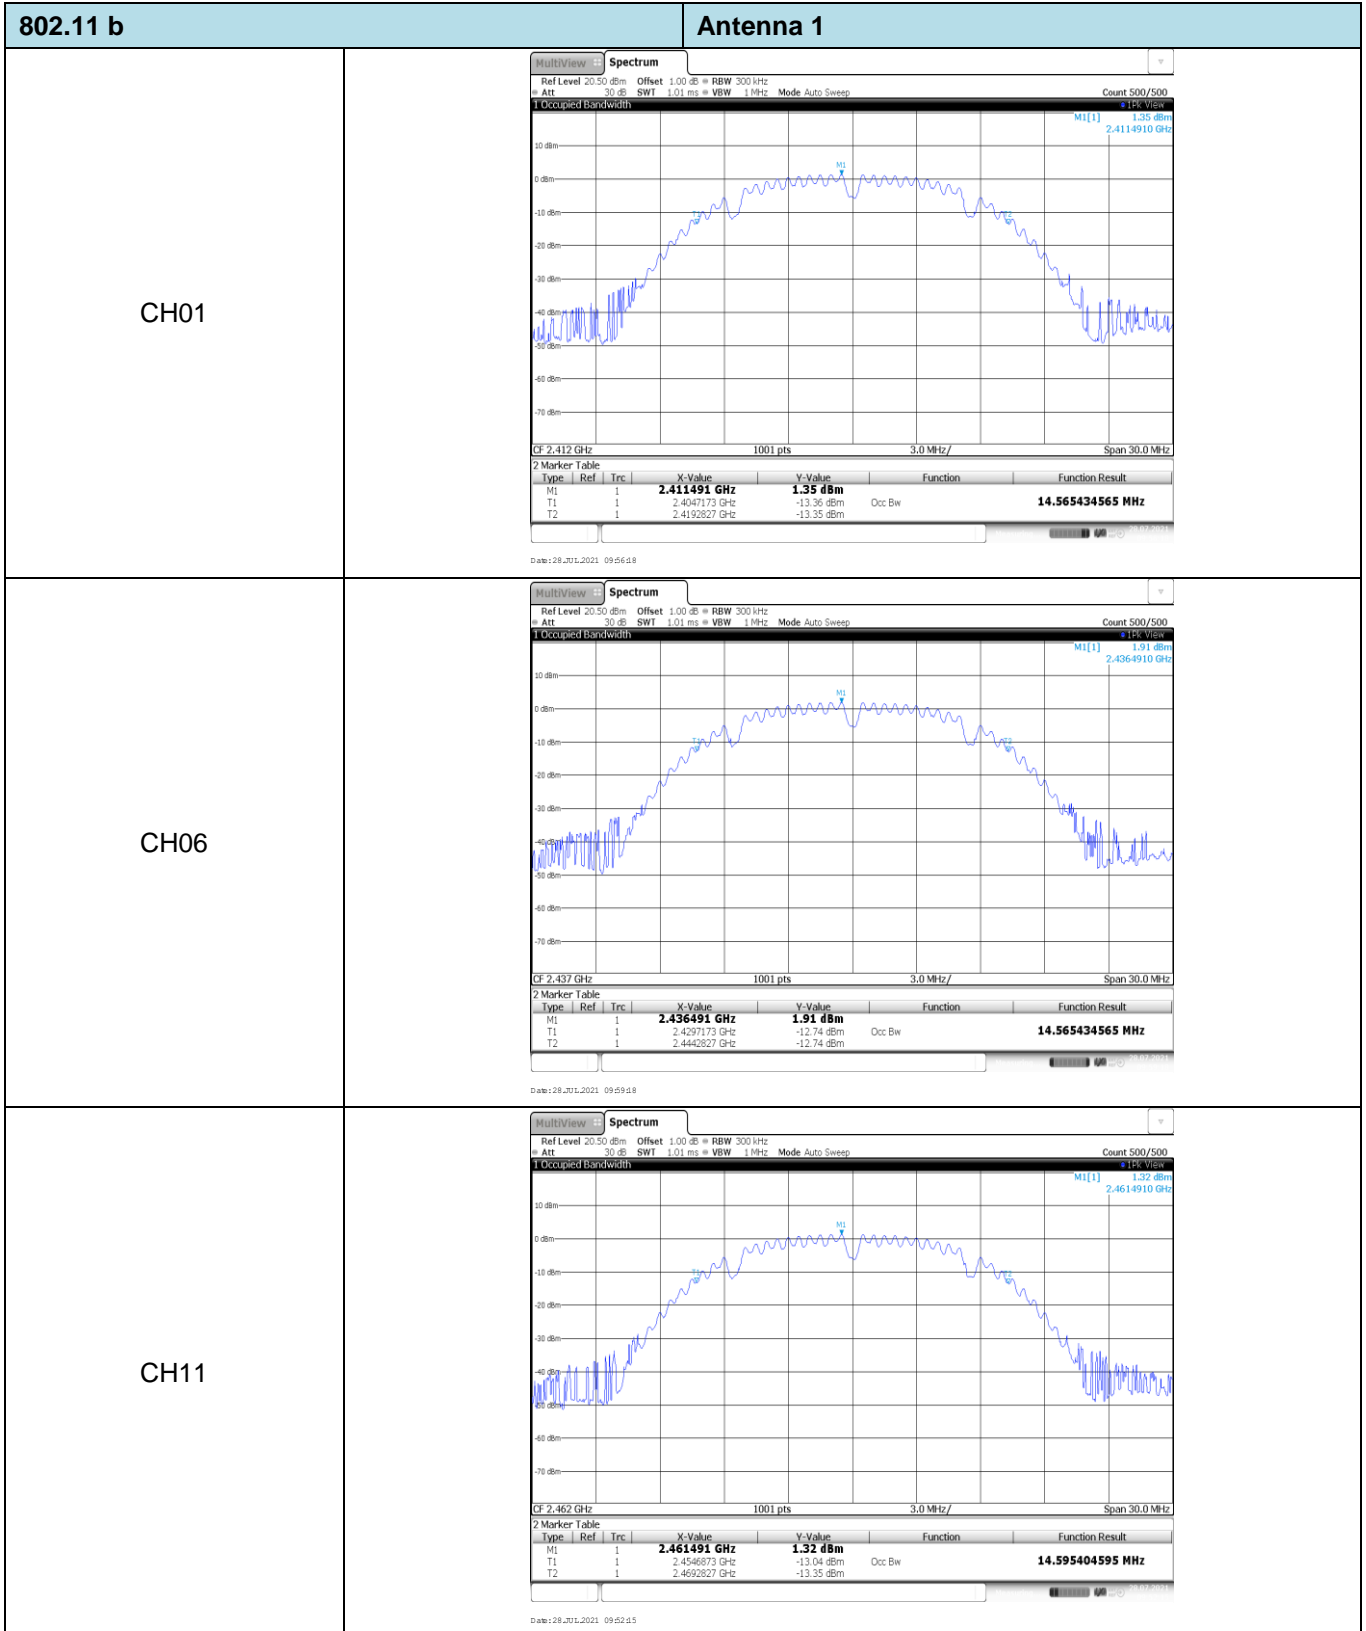 802.11 b Antenna 1
CH01
MultiView Spectrum
Ref Level 20.50 dBm Offset 1.00 dB RBW 300 kHz
Att 30 dB SWT 1.01 ms VBW 1 MHz Mode Auto Sweep Count 500/500
1 Occupied Bandwidth 1Pk View
M1[1] 1.35 dBm
2.4114910 GHz
10 dBm
M1
0 dBm
-10 dBm
T1 T2
-20 dBm
-30 dBm
-40 dBm
-50 dBm
-60 dBm
-70 dBm
CF 2.412 GHz 1001 pts 3.0 MHz/ Span 30.0 MHz
2 Marker Table
Type Ref Trc X-Value Y-Value Function Function Result
M1 1 2.411491 GHz 1.35 dBm
T1 1 2.4047173 GHz -13.36 dBm Occ Bw 14.565434565 MHz
T2 1 2.4192827 GHz -13.35 dBm
Date: 28.JUL.2021 09:56:18
CH06
MultiView Spectrum
Ref Level 20.50 dBm Offset 1.00 dB RBW 300 kHz
Att 30 dB SWT 1.01 ms VBW 1 MHz Mode Auto Sweep Count 500/500
1 Occupied Bandwidth 1Pk View
M1[1] 1.91 dBm
2.4364910 GHz
10 dBm
M1
0 dBm
-10 dBm
T1 T2
-20 dBm
-30 dBm
-40 dBm
-50 dBm
-60 dBm
-70 dBm
CF 2.437 GHz 1001 pts 3.0 MHz/ Span 30.0 MHz
2 Marker Table
Type Ref Trc X-Value Y-Value Function Function Result
M1 1 2.436491 GHz 1.91 dBm
T1 1 2.4297173 GHz -12.74 dBm Occ Bw 14.565434565 MHz
T2 1 2.4442827 GHz -12.74 dBm
Date: 28.JUL.2021 09:59:18
CH11
MultiView Spectrum
Ref Level 20.50 dBm Offset 1.00 dB RBW 300 kHz
Att 30 dB SWT 1.01 ms VBW 1 MHz Mode Auto Sweep Count 500/500
1 Occupied Bandwidth 1Pk View
M1[1] 1.32 dBm
2.4614910 GHz
10 dBm
M1
0 dBm
-10 dBm
T1 T2
-20 dBm
-30 dBm
-40 dBm
-50 dBm
-60 dBm
-70 dBm
CF 2.462 GHz 1001 pts 3.0 MHz/ Span 30.0 MHz
2 Marker Table
Type Ref Trc X-Value Y-Value Function Function Result
M1 1 2.461491 GHz 1.32 dBm
T1 1 2.4546873 GHz -13.04 dBm Occ Bw 14.595404595 MHz
T2 1 2.4692827 GHz -13.35 dBm
Date: 28.JUL.2021 09:52:15